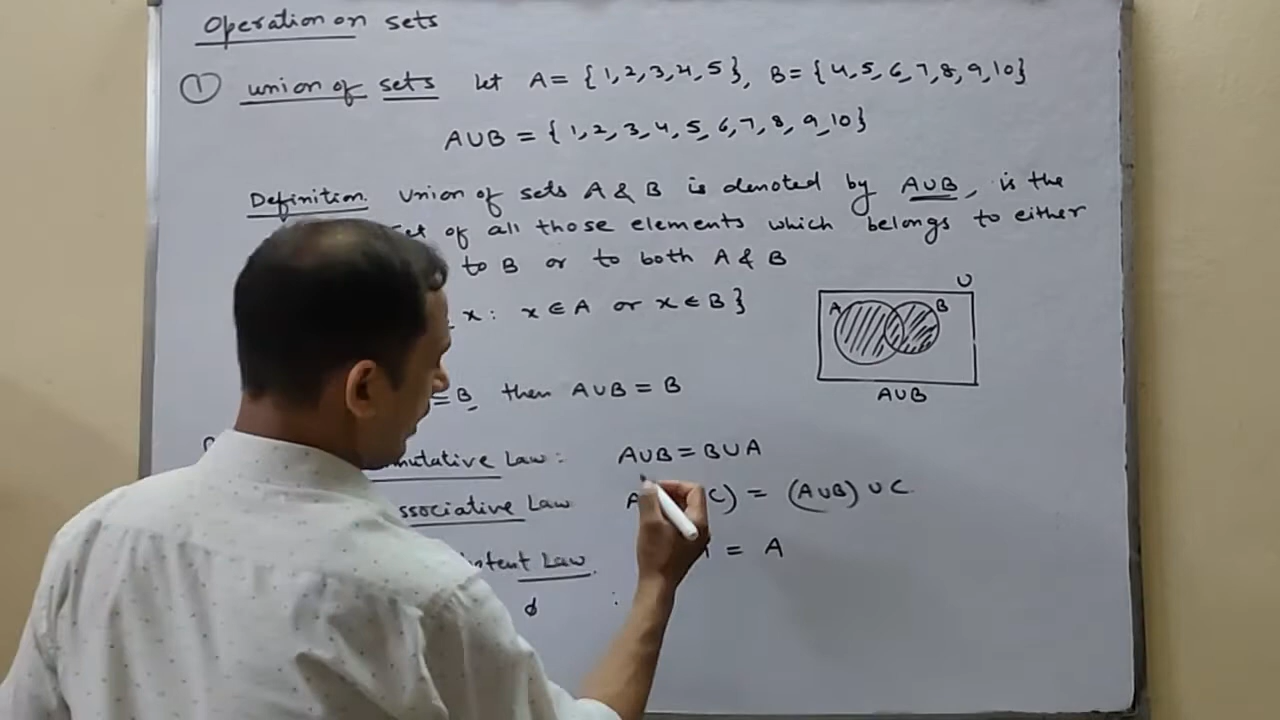 Operation on sets
① union of sets let A = {1,2,3,4,5}, B = {4,5,6,7,8,9,10}
A∪B = {1,2,3,4,5,6,7,8,9,10}
Definition. Union of sets A & B is denoted by A∪B, is the
of all those elements which belongs to either
to B or to both A & B
x: x ∈ A or x ∈ B}
U
A B
A∪B
B, then A∪B = B
Law: A∪B = B∪A
ssociative Law A C) = (A∪B) ∪ C
Law. = A
φ :